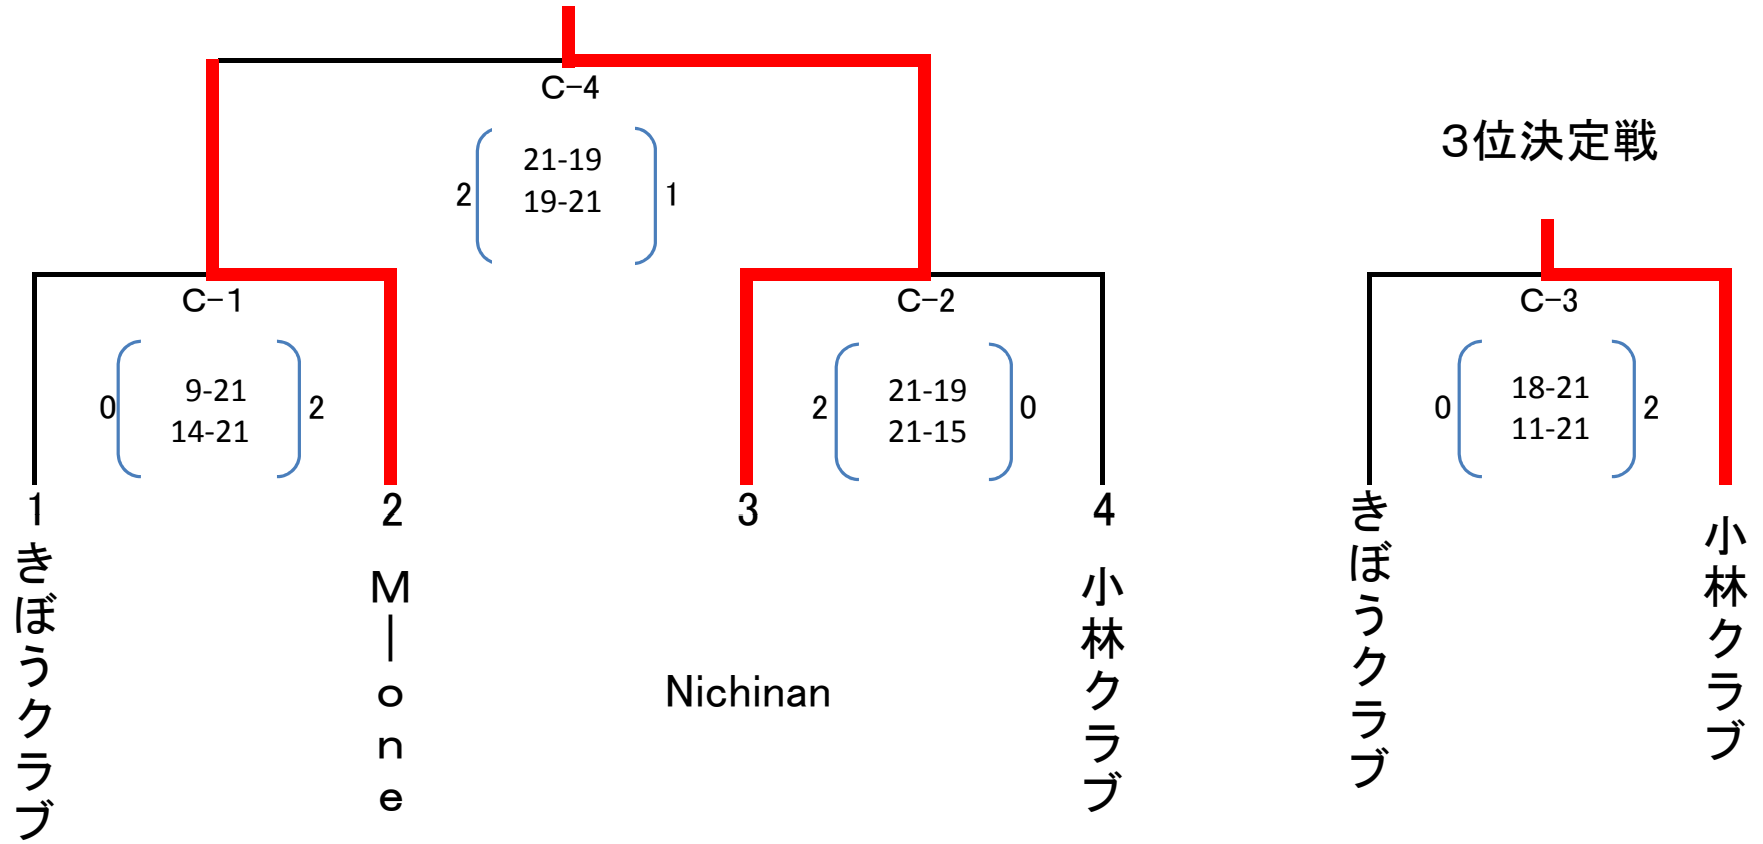 C-4
21-19
2 19-21 1
3位決定戦
C-1
9-21
0 14-21 2
C-2
21-19
2 21-15 0
C-3
18-21
0 11-21 2
1 きぼうクラブ
2 M-one
3 Nichinan
4 小林クラブ
きぼうクラブ
小林クラブ